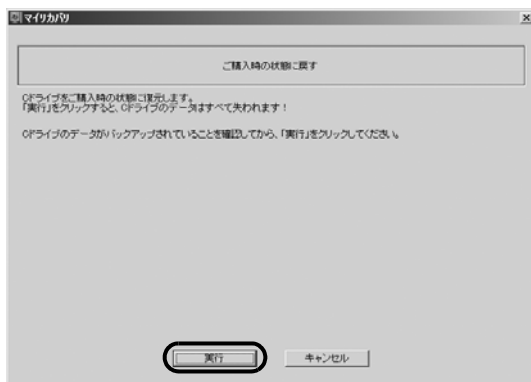 マイリカバリ
ご購入時の状態に戻す
Cドライブをご購入時の状態に復元します。
「実行」をクリックすると、Cドライブのデータはすべて失われます！
Cドライブのデータがバックアップされていることを確認してから、「実行」をクリックしてください。
実行
キャンセル